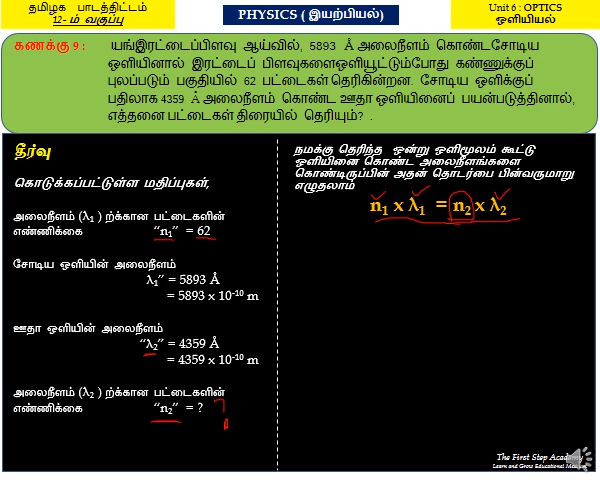 தமிழக பாடத்திட்டம்
12- ம் வகுப்பு
PHYSICS ( இயற்பியல்)
Unit 6 : OPTICS
ஒளியியல்
கணக்கு 9 : யங்இரட்டைப்பிளவு ஆய்வில், 5893 Å அலைநீளம் கொண்டசோடிய
ஒளியினால் இரட்டைப் பிளவுகளைஒளியூட்டும்போது கண்ணுக்குப்
புலப்படும் பகுதியில் 62 பட்டைகள் தெரிகின்றன. சோடிய ஒளிக்குப்
பதிலாக 4359 Å அலைநீளம் கொண்ட ஊதா ஒளியினைப் பயன்படுத்தினால்,
எத்தனை பட்டைகள் திரையில் தெரியும்? .
தீர்வு
கொடுக்கப்பட்டுள்ள மதிப்புகள்,
அலைநீளம் (λ₁ ) ற்க்கான பட்டைகளின்
எண்ணிக்கை "n₁" = 62
சோடிய ஒளியின் அலைநீளம்
λ₁" = 5893 Å
= 5893 x 10⁻¹⁰ m
ஊதா ஒளியின் அலைநீளம்
"λ₂" = 4359 Å
= 4359 x 10⁻¹⁰ m
அலைநீளம் (λ₂ ) ற்க்கான பட்டைகளின்
எண்ணிக்கை "n₂" = ?
நமக்கு தெரிந்த ஒன்று ஒளிமூலம் கூட்டு
ஒளியினை கொண்ட அலைநீளங்களை
கொண்டிருப்பின் அதன் தொடர்பை பின்வருமாறு
எழுதலாம்
n₁ x λ₁ = n₂ x λ₂
The First Step Academy
Learn and Grow Educational